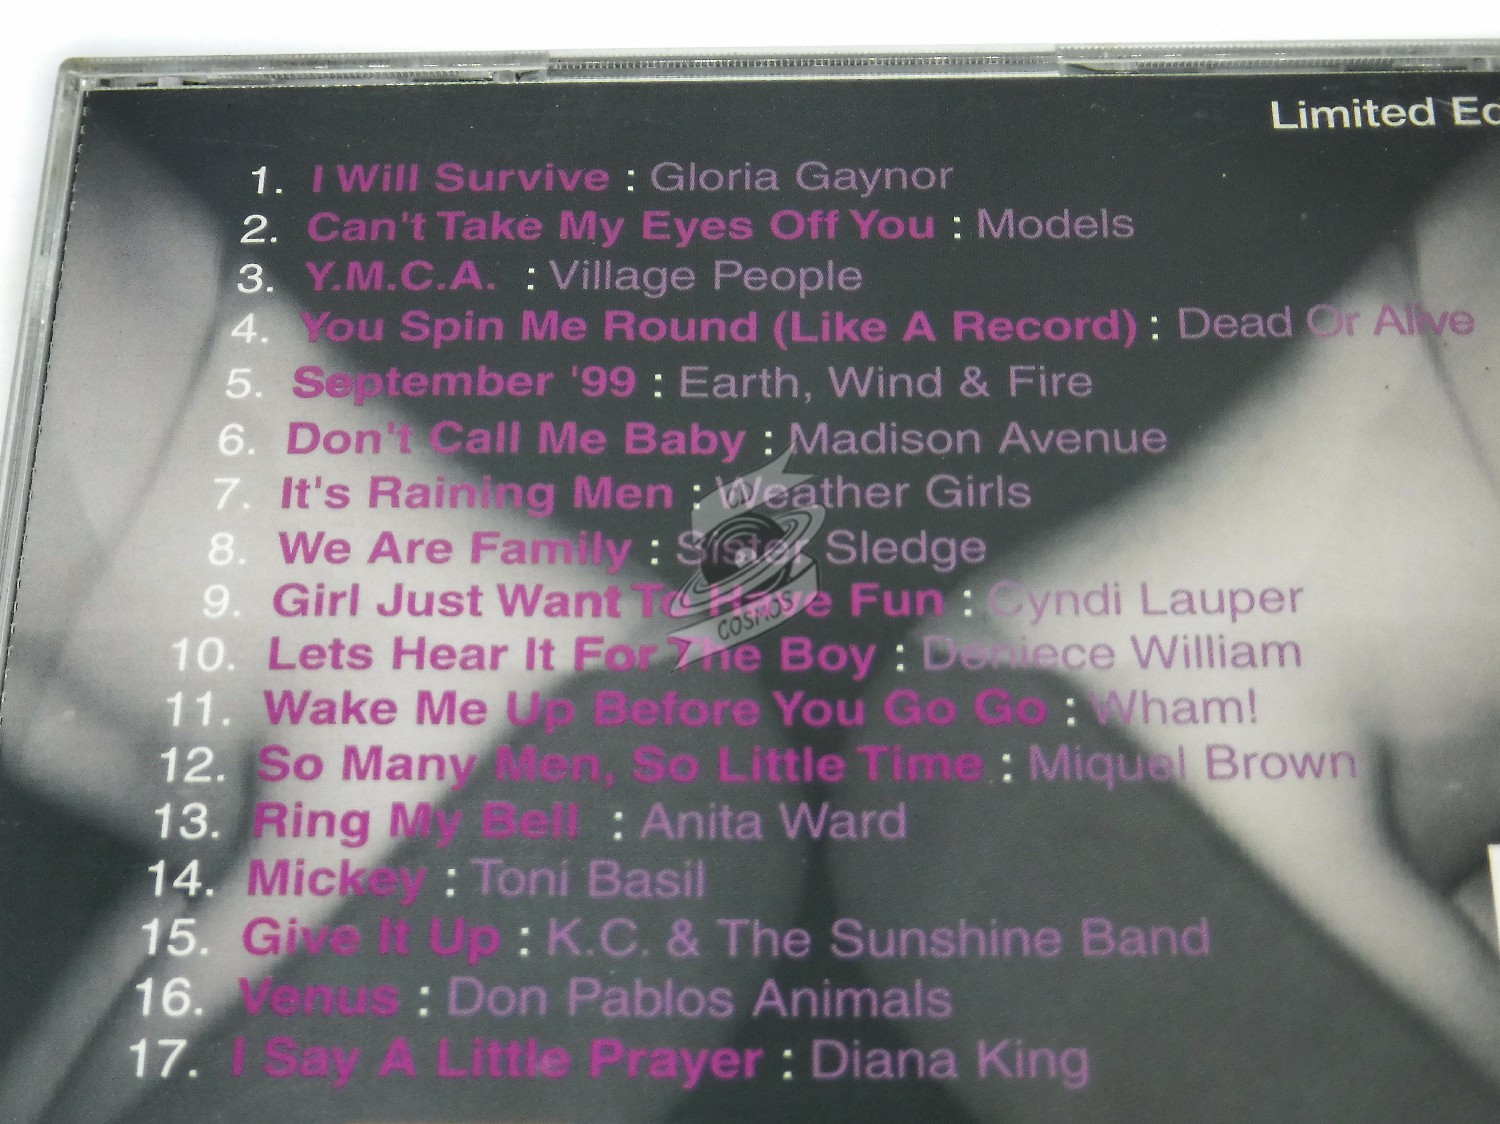 Limited Ed
1. I Will Survive : Gloria Gaynor
2. Can't Take My Eyes Off You : Models
3. Y.M.C.A. : Village People
4. You Spin Me Round (Like A Record) : Dead Or Alive
5. September '99 : Earth, Wind & Fire
6. Don't Call Me Baby : Madison Avenue
7. It's Raining Men : Weather Girls
8. We Are Family : Sister Sledge
9. Girl Just Want To Have Fun : Cyndi Lauper
10. Lets Hear It For The Boy : Deniece William
11. Wake Me Up Before You Go Go : Wham!
12. So Many Men, So Little Time : Miquel Brown
13. Ring My Bell : Anita Ward
14. Mickey : Toni Basil
15. Give It Up : K.C. & The Sunshine Band
16. Venus : Don Pablos Animals
17. I Say A Little Prayer : Diana King
CD
COSMOS